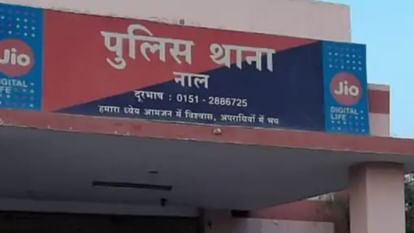 Jio
DIGITAL
LIFE
पुलिस थाना
नाल
दूरभाष : 0151 - 2886725
हमारा ध्येय आमजन में विश्वास, अपराधियों में भय
Jio
DIGITAL
LIFE